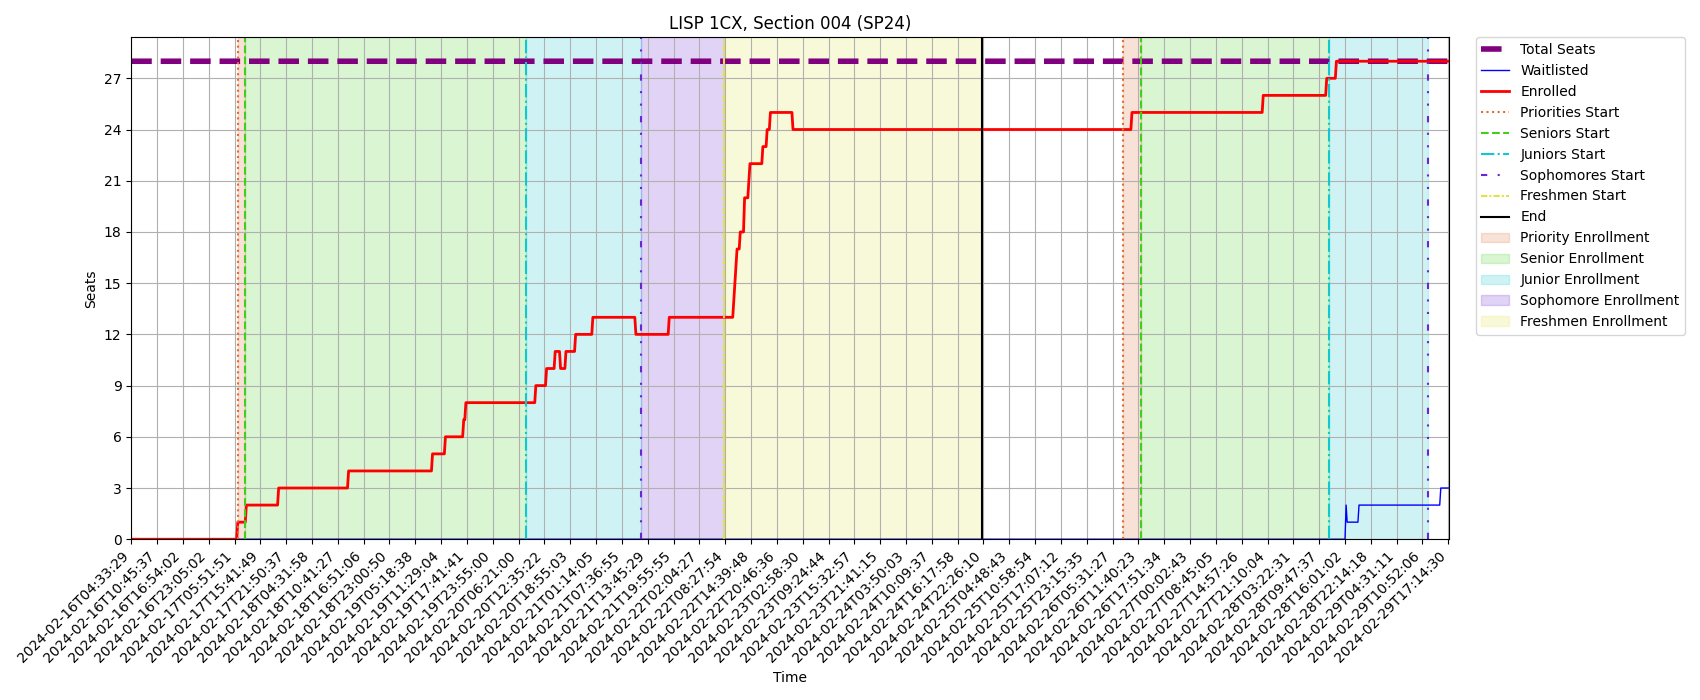 LISP 1CX, Section 004 (SP24)
Seats
27
24
21
18
15
12
9
6
3
0
2024-02-16T04:33:29
2024-02-16T10:45:37
2024-02-16T16:54:02
2024-02-16T23:05:02
2024-02-17T05:51:51
2024-02-17T15:41:49
2024-02-17T21:50:37
2024-02-18T04:31:58
2024-02-18T10:41:27
2024-02-18T16:51:06
2024-02-18T23:00:50
2024-02-19T05:18:39
2024-02-19T11:29:04
2024-02-19T17:41:41
2024-02-19T23:55:00
2024-02-20T06:21:00
2024-02-20T12:35:22
2024-02-20T18:55:03
2024-02-21T01:14:05
2024-02-21T07:36:55
2024-02-21T13:45:29
2024-02-21T19:55:55
2024-02-22T02:04:27
2024-02-22T08:27:54
2024-02-22T14:39:48
2024-02-22T20:46:36
2024-02-23T02:58:30
2024-02-23T09:24:44
2024-02-23T15:32:57
2024-02-23T21:41:15
2024-02-24T03:50:03
2024-02-24T10:09:37
2024-02-24T16:17:58
2024-02-24T22:26:10
2024-02-25T04:48:43
2024-02-25T10:58:54
2024-02-25T17:07:12
2024-02-25T23:15:35
2024-02-26T05:31:27
2024-02-26T11:40:23
2024-02-26T17:51:34
2024-02-27T00:02:43
2024-02-27T08:45:05
2024-02-27T14:57:26
2024-02-27T21:10:04
2024-02-28T03:22:31
2024-02-28T09:47:37
2024-02-28T16:01:02
2024-02-28T22:14:18
2024-02-29T04:31:11
2024-02-29T10:52:06
2024-02-29T17:14:30
Time
Total Seats
Waitlisted
Enrolled
Priorities Start
Seniors Start
Juniors Start
Sophomores Start
Freshmen Start
End
Priority Enrollment
Senior Enrollment
Junior Enrollment
Sophomore Enrollment
Freshmen Enrollment